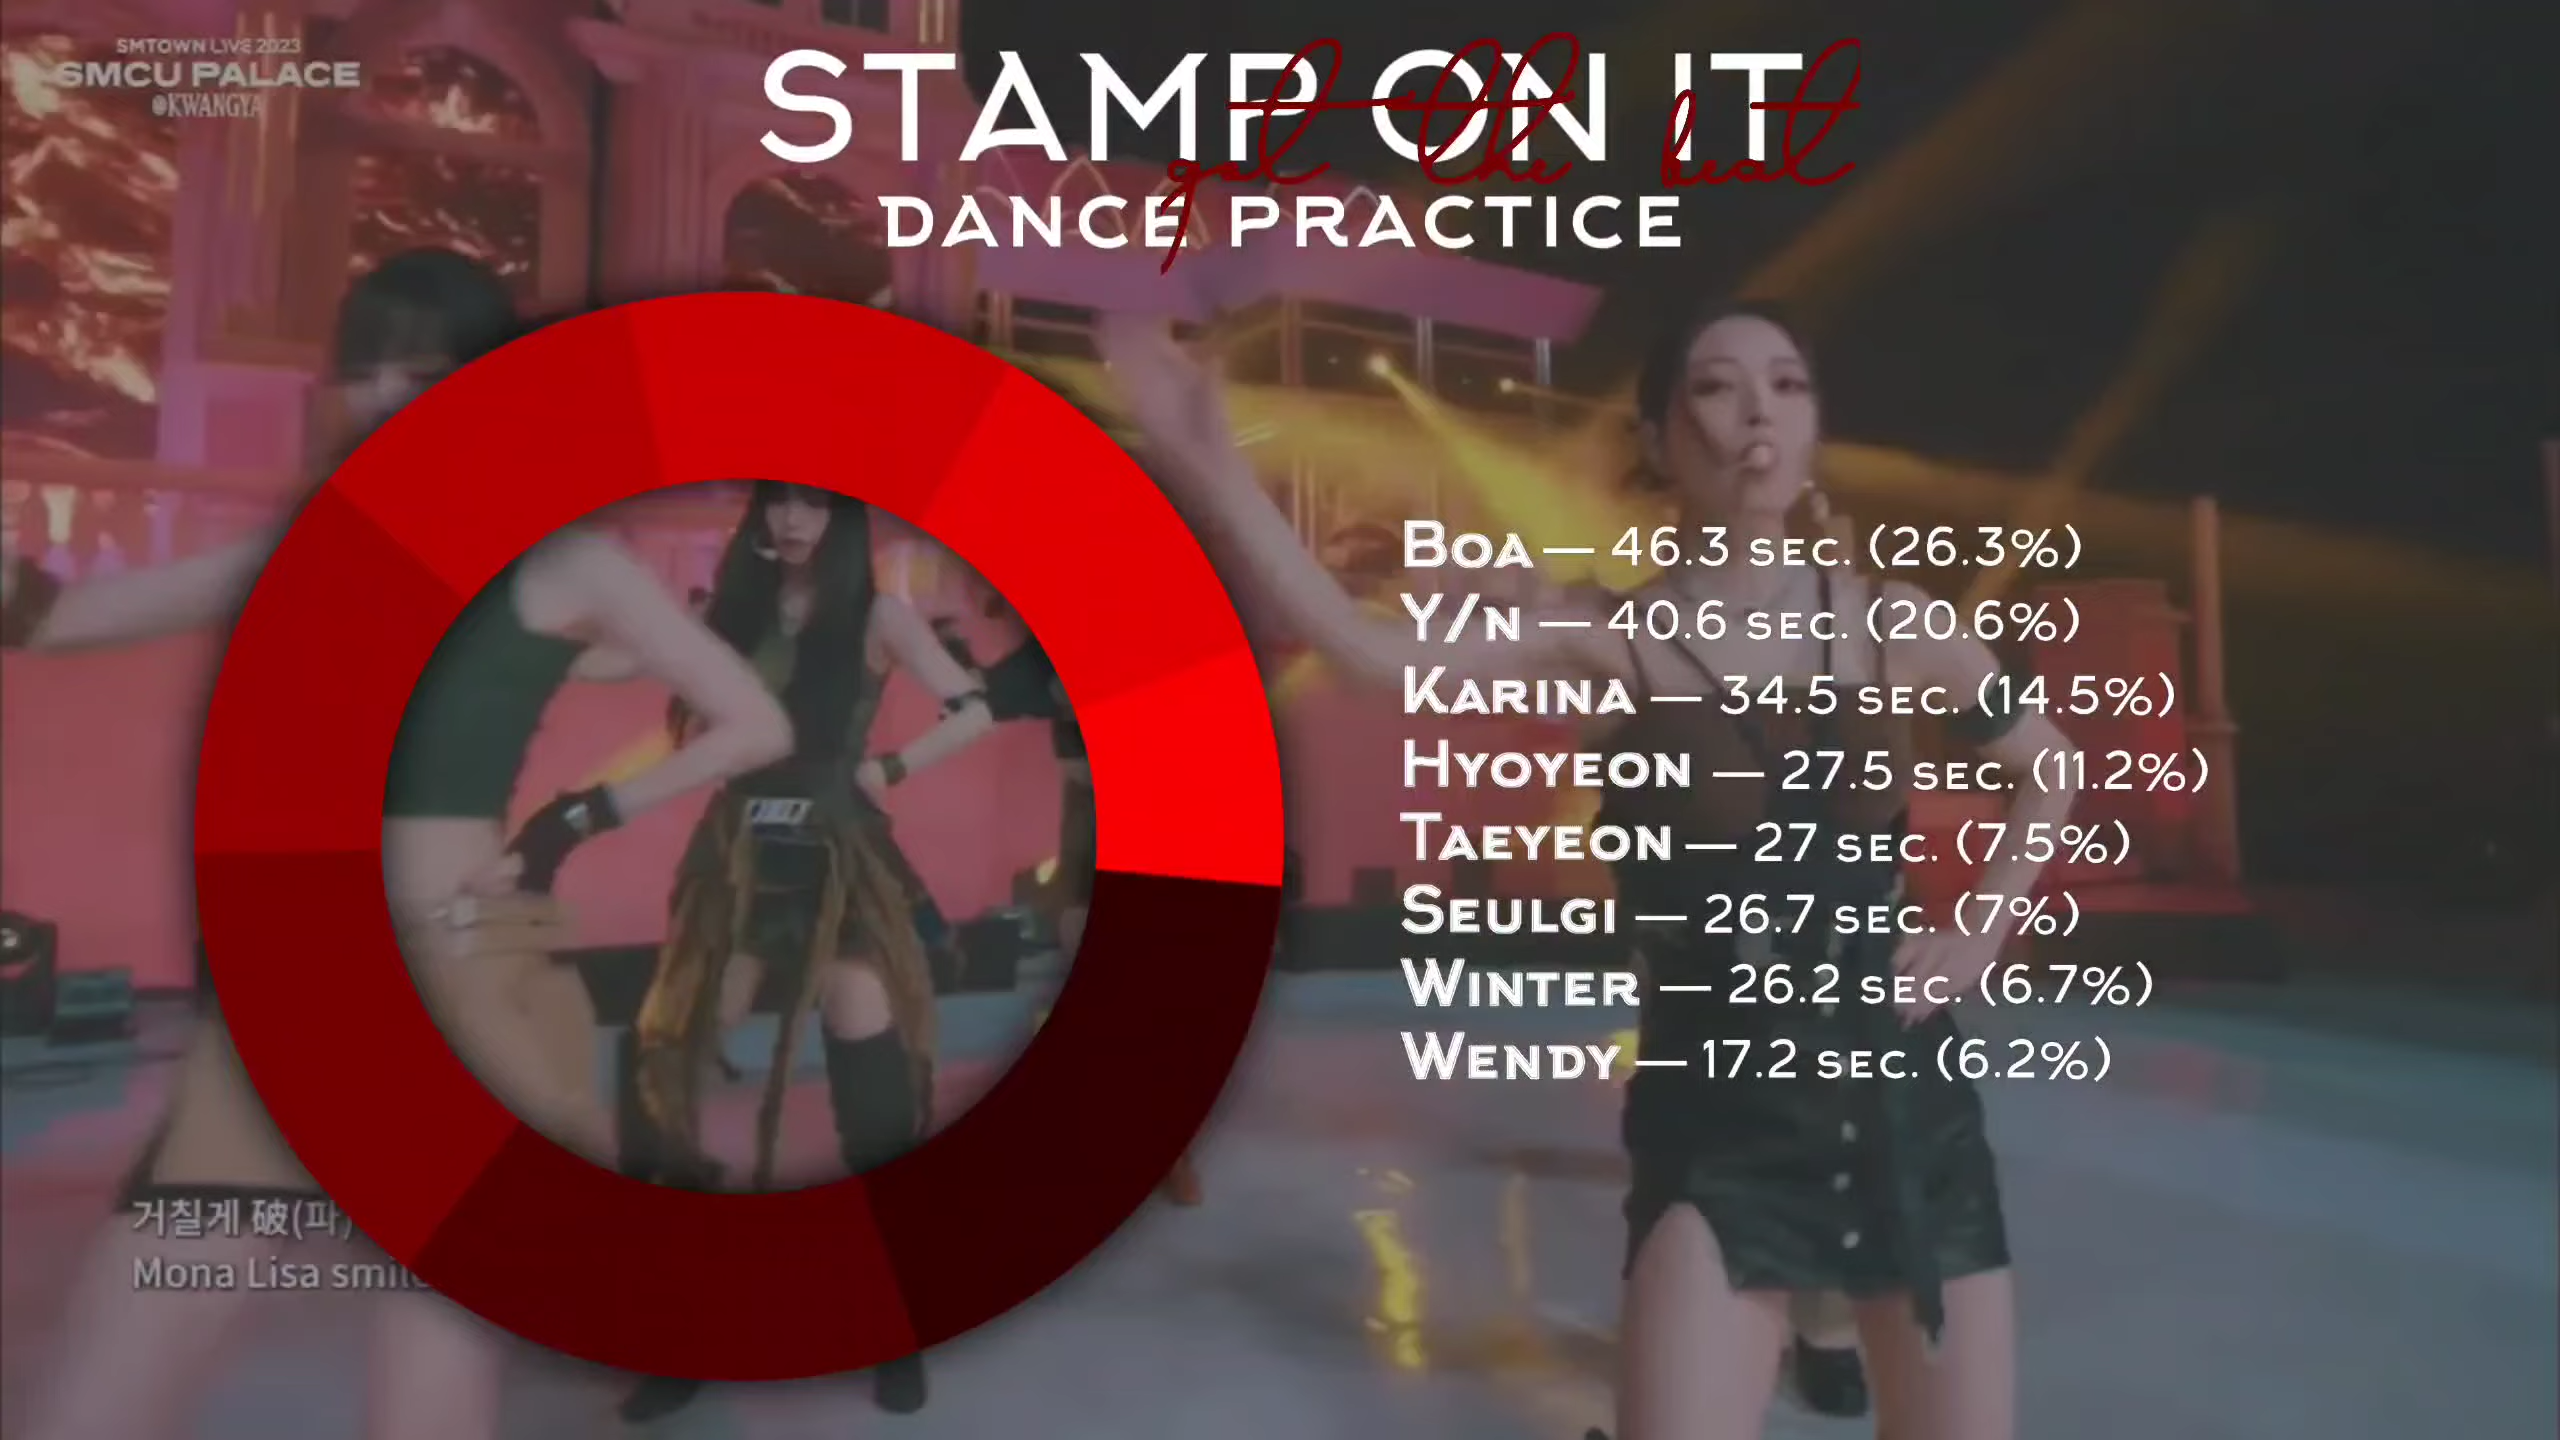 SMTOWN LIVE 2023
SMCU PALACE
@KWANGYA
STAMP ON IT
got the beat
DANCE PRACTICE
BOA — 46.3 SEC. (26.3%)
Y/N — 40.6 SEC. (20.6%)
KARINA — 34.5 SEC. (14.5%)
HYOYEON — 27.5 SEC. (11.2%)
TAEYEON — 27 SEC. (7.5%)
SEULGI — 26.7 SEC. (7%)
WINTER — 26.2 SEC. (6.7%)
WENDY — 17.2 SEC. (6.2%)
거칠게 破(파)
Mona Lisa smile